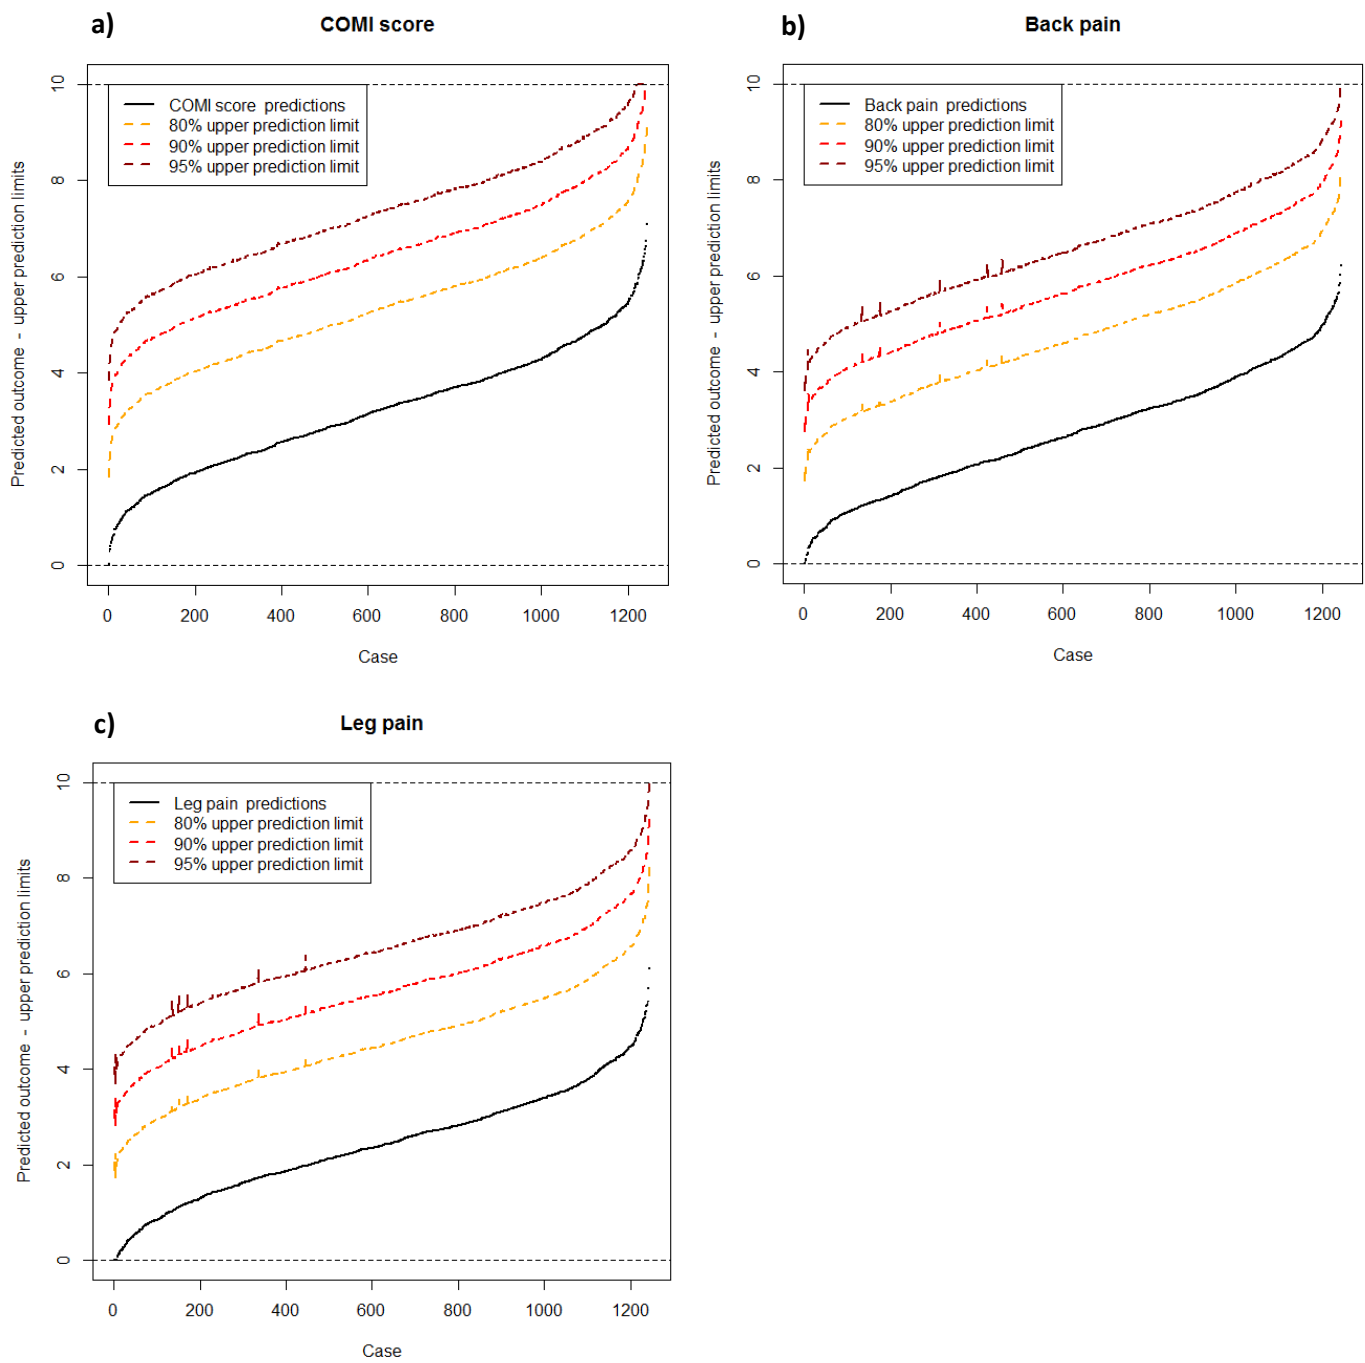 a)
COMI score
COMI score predictions
80% upper prediction limit
90% upper prediction limit
95% upper prediction limit
Predicted outcome - upper prediction limits
0
2
4
6
8
10
0 200 400 600 800 1000 1200
Case
b)
Back pain
Back pain predictions
80% upper prediction limit
90% upper prediction limit
95% upper prediction limit
Predicted outcome - upper prediction limits
0
2
4
6
8
10
0 200 400 600 800 1000 1200
Case
c)
Leg pain
Leg pain predictions
80% upper prediction limit
90% upper prediction limit
95% upper prediction limit
Predicted outcome - upper prediction limits
0
2
4
6
8
10
0 200 400 600 800 1000 1200
Case